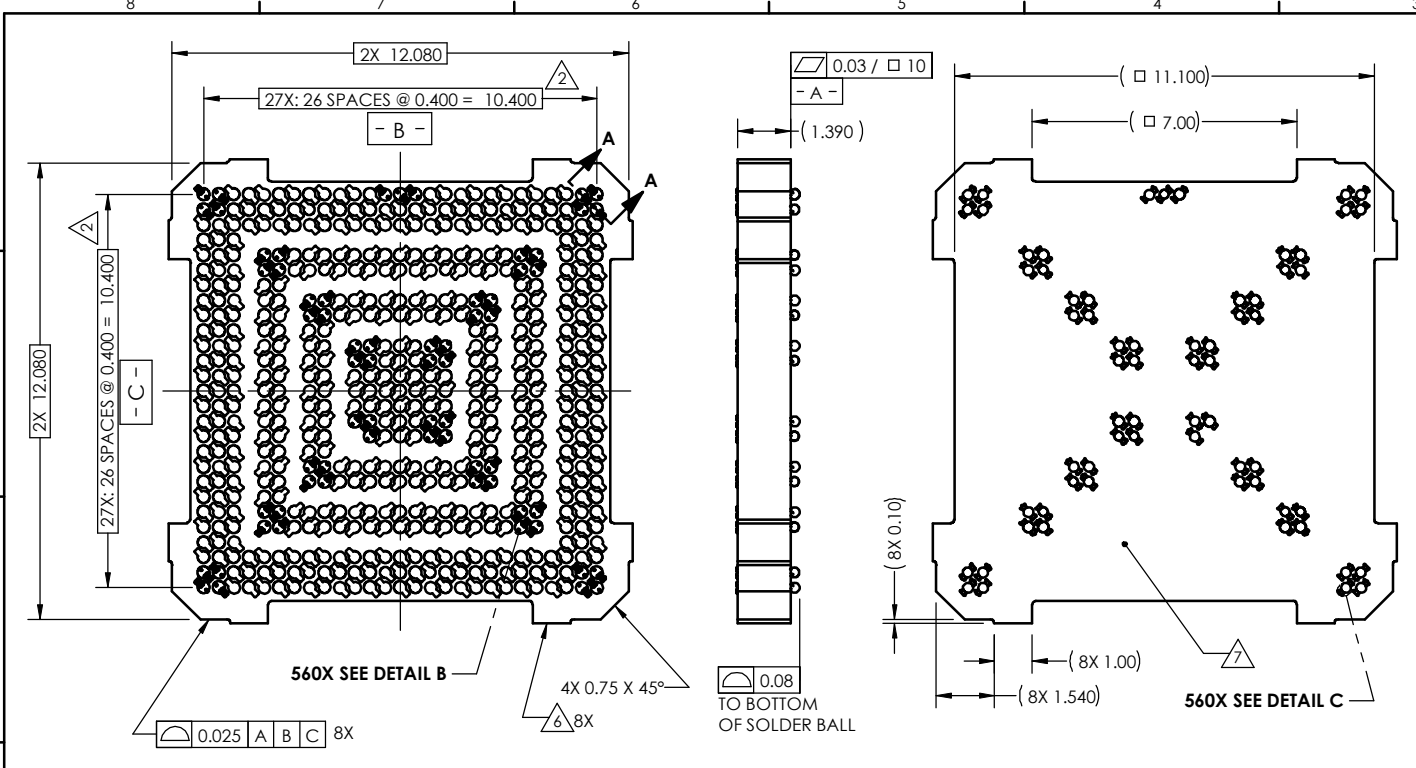 8 7 6 5 4 3
2X 12.080
27X: 26 SPACES @ 0.400 = 10.400
2
- B -
A
A
2
27X: 26 SPACES @ 0.400 = 10.400
- C -
2X 12.080
560X SEE DETAIL B
4X 0.75 X 45°
6 8X
0.025 A B C 8X
0.03 / □ 10
- A -
( 1.390 )
0.08
TO BOTTOM
OF SOLDER BALL
( □ 11.100)
( □ 7.00)
(8X 0.10)
( 8X 1.00)
( 8X 1.540)
7
560X SEE DETAIL C